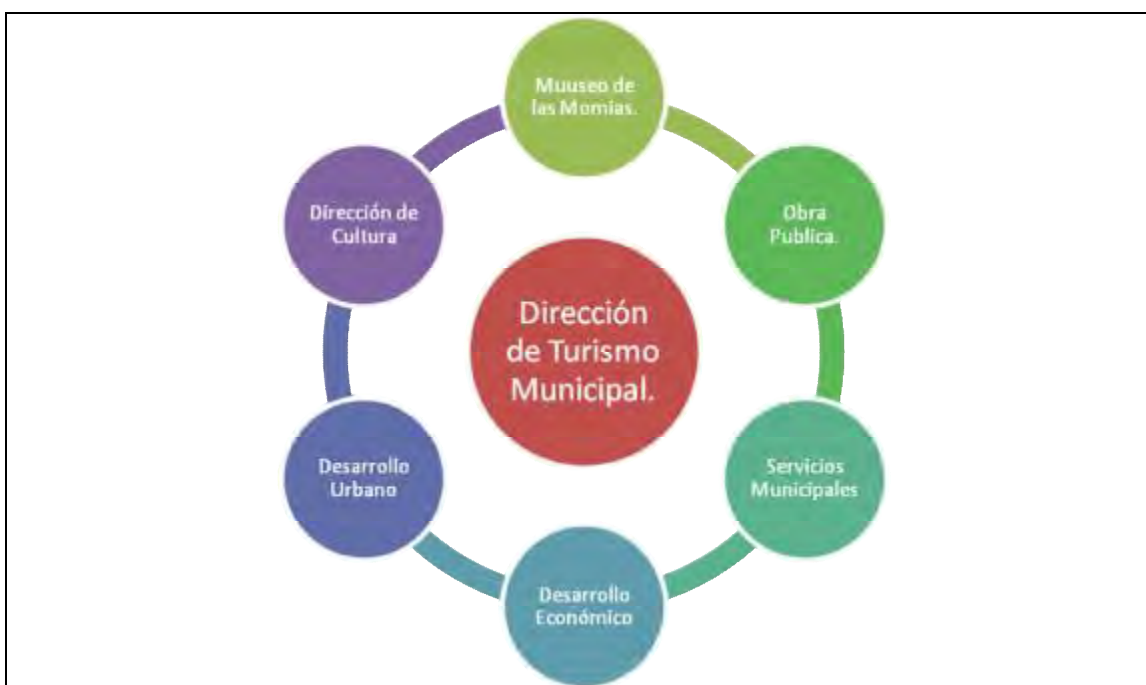 Muuseo de
las Momias.
Obra
Publica.
Servicios
Municipales
Desarrollo
Económico
Desarrollo
Urbano
Dirección de
Cultura
Dirección
de Turismo
Municipal.